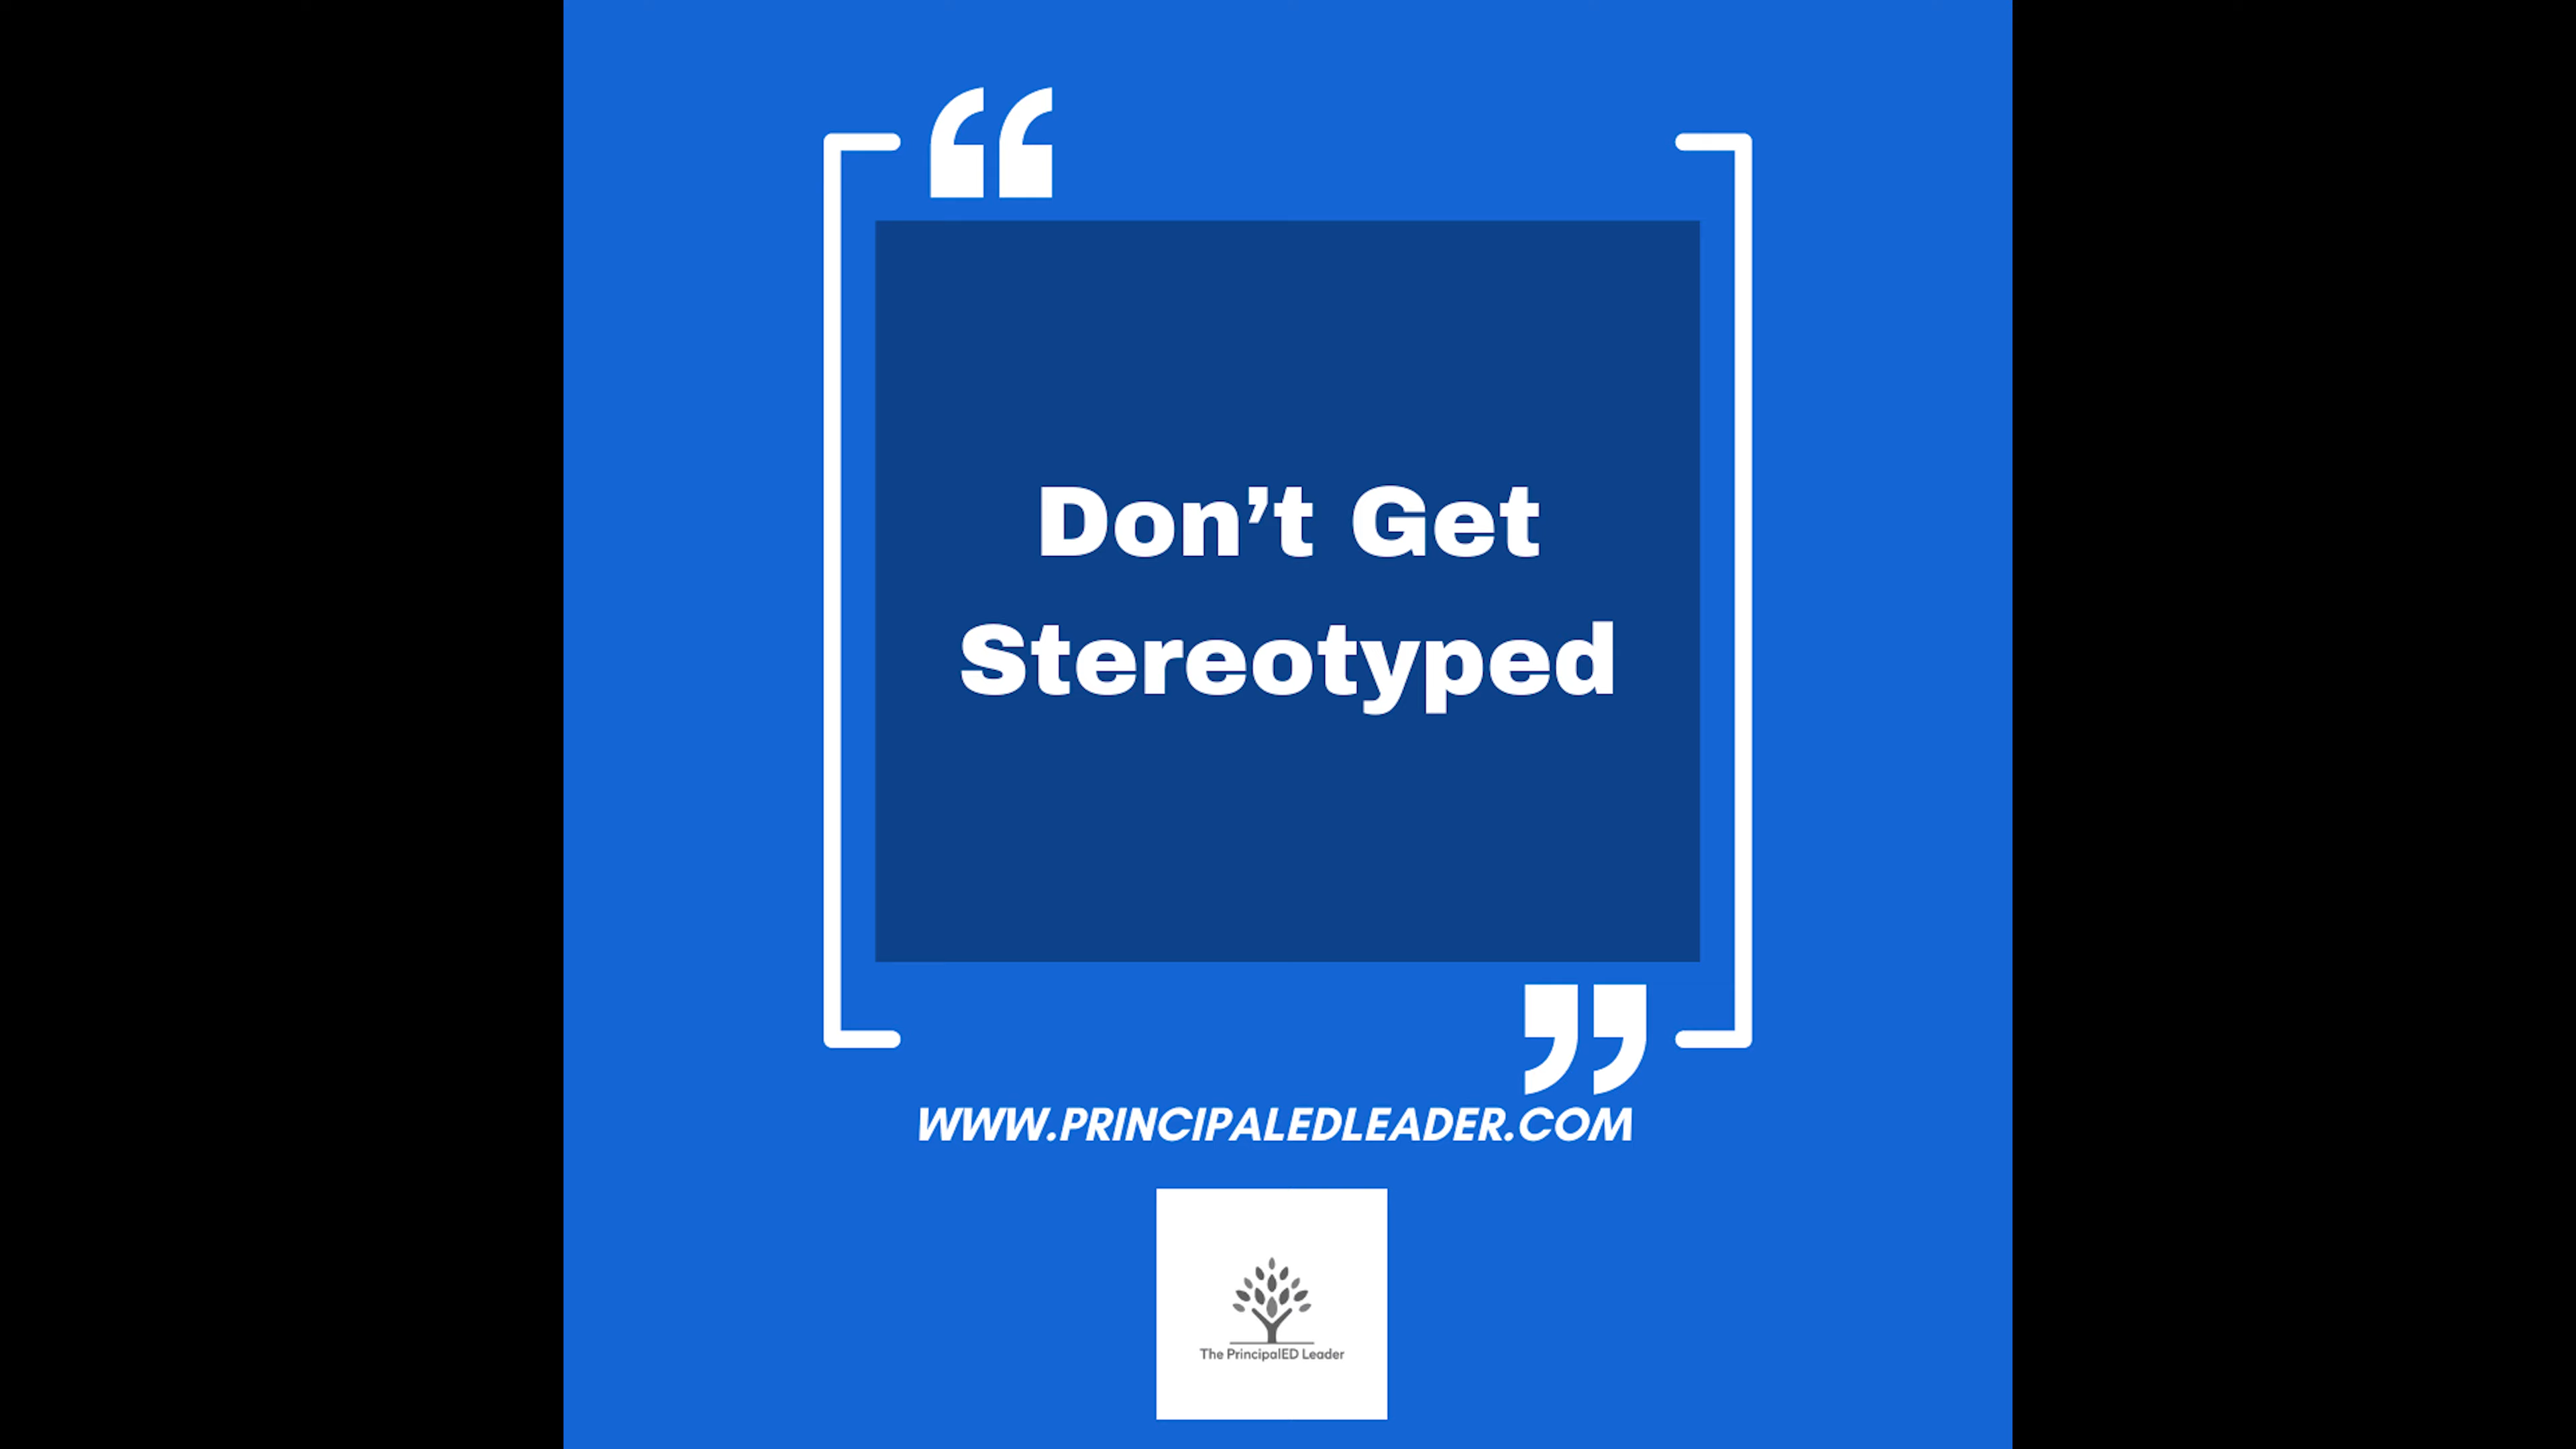 “
Don’t Get
Stereotyped
”
WWW.PRINCIPALEDLEADER.COM
The PrincipalED Leader